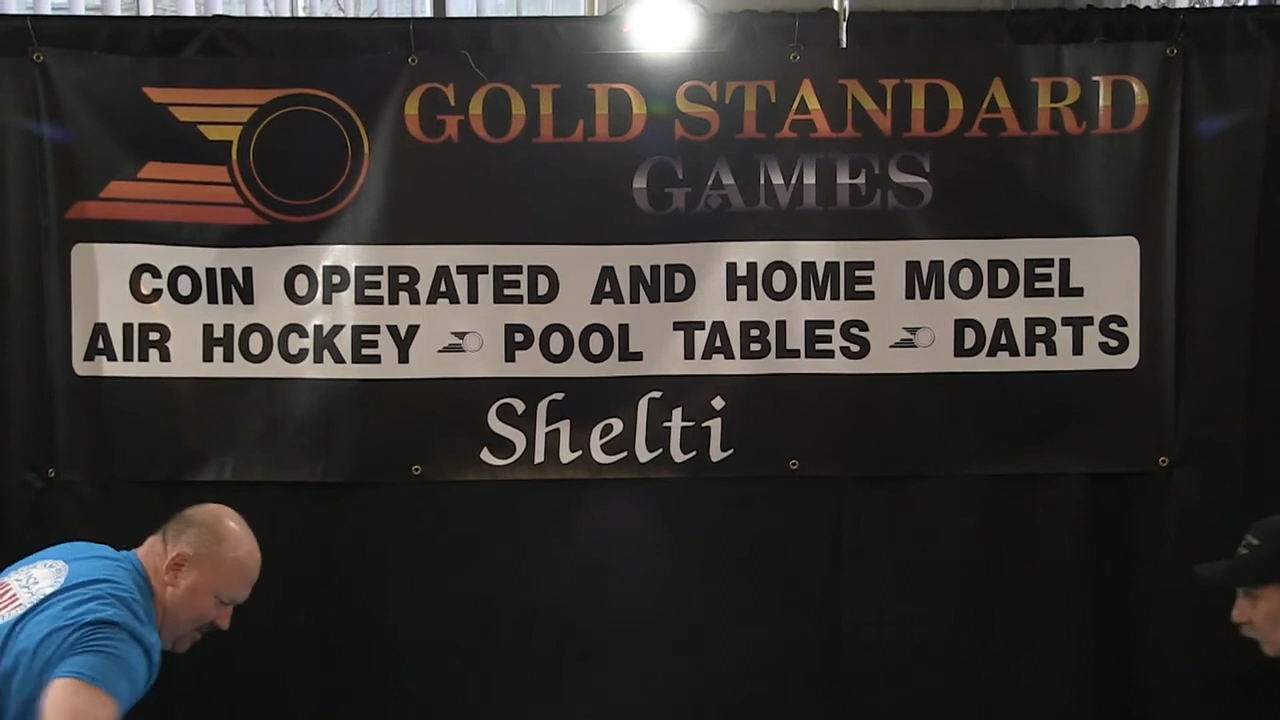 GOLD STANDARD
GAMES
COIN OPERATED AND HOME MODEL
AIR HOCKEY POOL TABLES DARTS
Shelti